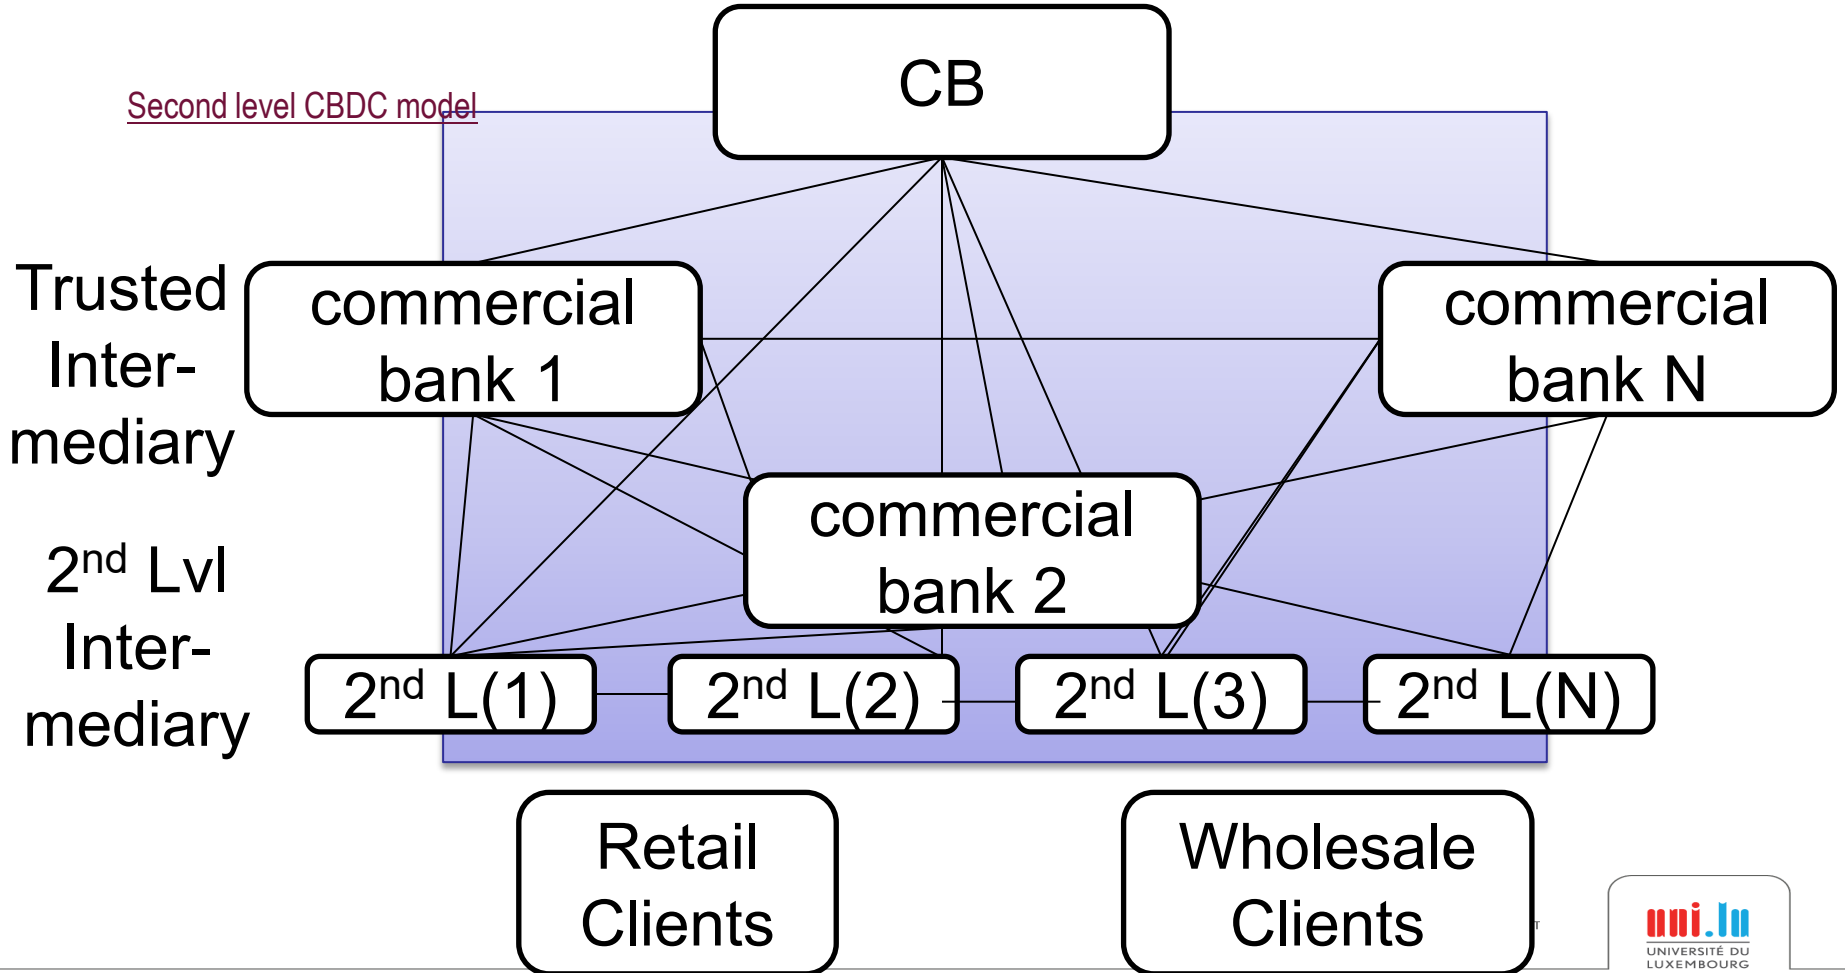 CB
Second level CBDC model
Trusted
Inter-
mediary
commercial
bank 1
commercial
bank N
commercial
bank 2
2nd Lvl
Inter-
mediary
2nd L(1)
2nd L(2)
2nd L(3)
2nd L(N)
Retail
Clients
Wholesale
Clients
T
uni.lu
UNIVERSITÉ DU
LUXEMBOURG